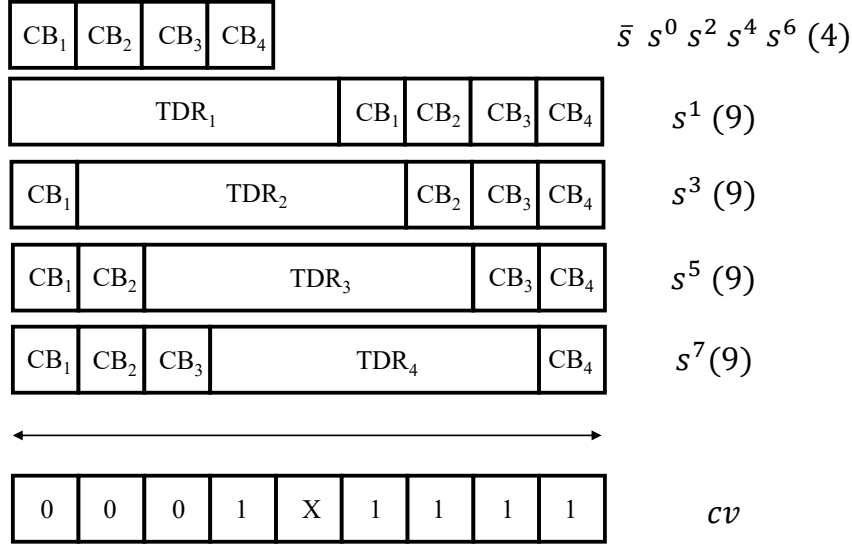 CB₁ CB₂ CB₃ CB₄ s̄ s⁰ s² s⁴ s⁶ (4)
TDR₁ CB₁ CB₂ CB₃ CB₄ s¹ (9)
CB₁ TDR₂ CB₂ CB₃ CB₄ s³ (9)
CB₁ CB₂ TDR₃ CB₃ CB₄ s⁵ (9)
CB₁ CB₂ CB₃ TDR₄ CB₄ s⁷(9)
0 0 0 1 X 1 1 1 1 cv